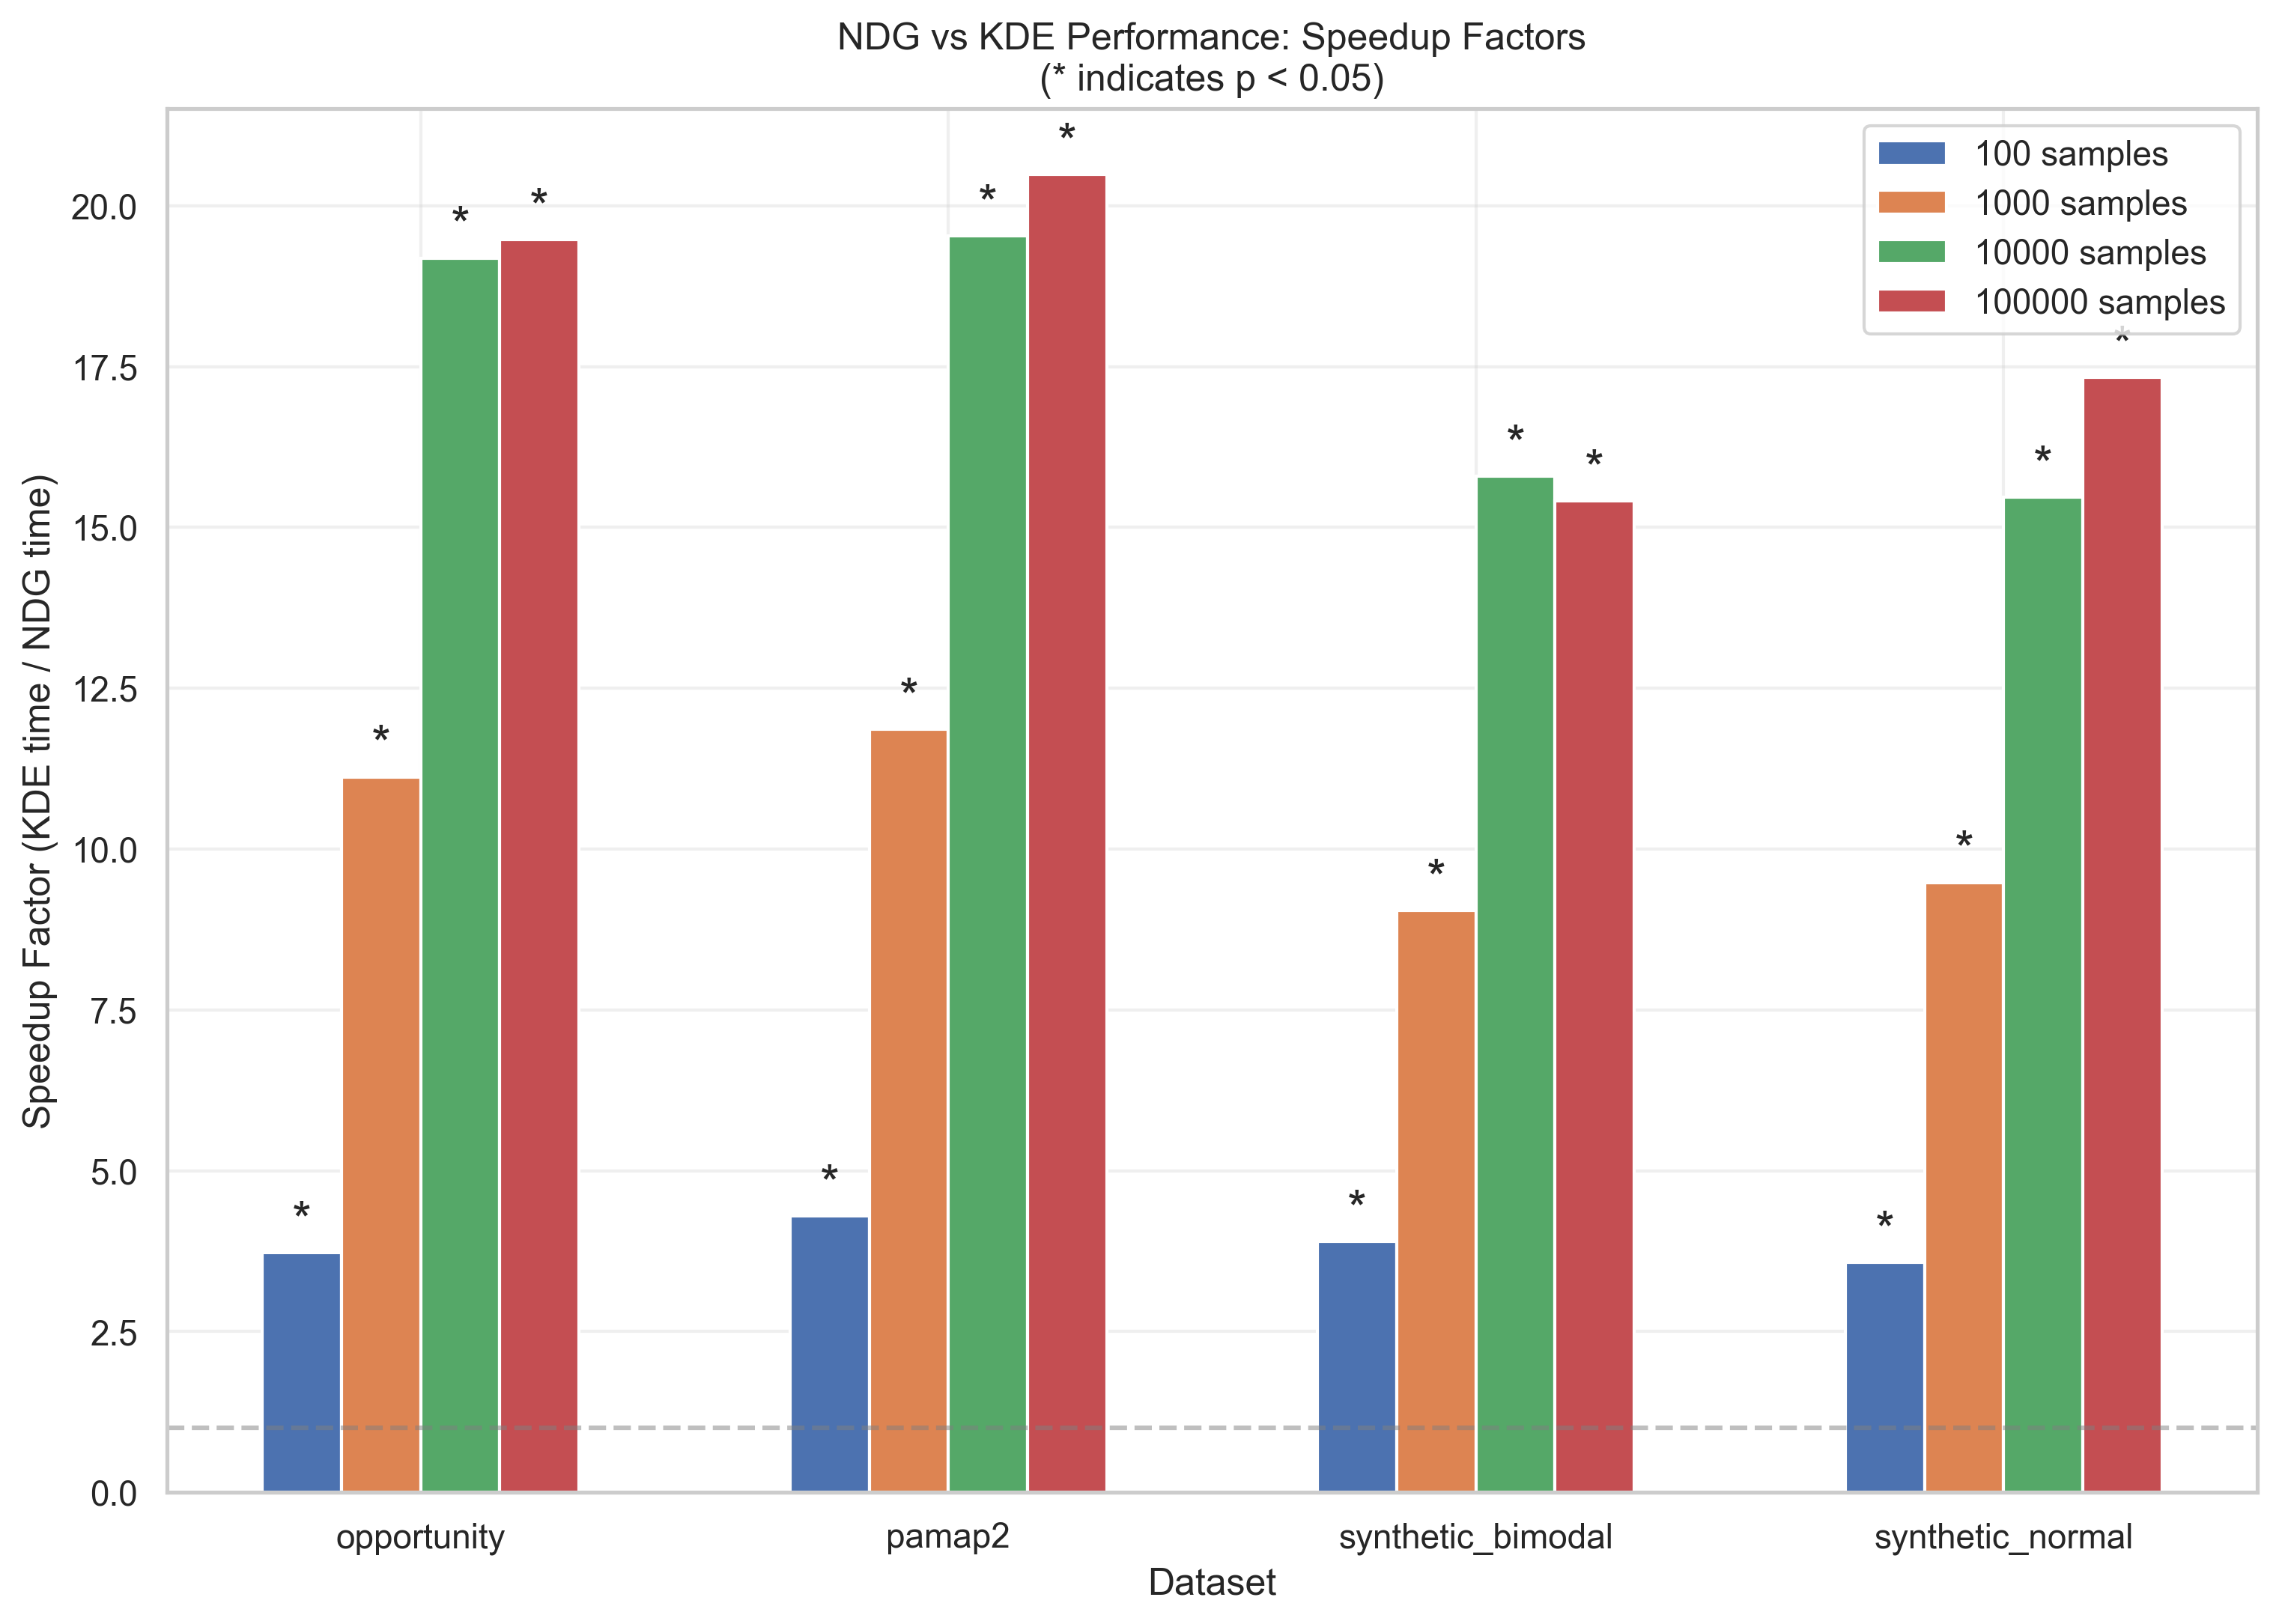 NDG vs KDE Performance: Speedup Factors
(* indicates p < 0.05)
100 samples
1000 samples
10000 samples
100000 samples
Speedup Factor (KDE time / NDG time)
20.0
17.5
15.0
12.5
10.0
7.5
5.0
2.5
0.0
* * * *
* * * *
* * * *
* * * *
opportunity pamap2 synthetic_bimodal synthetic_normal
Dataset